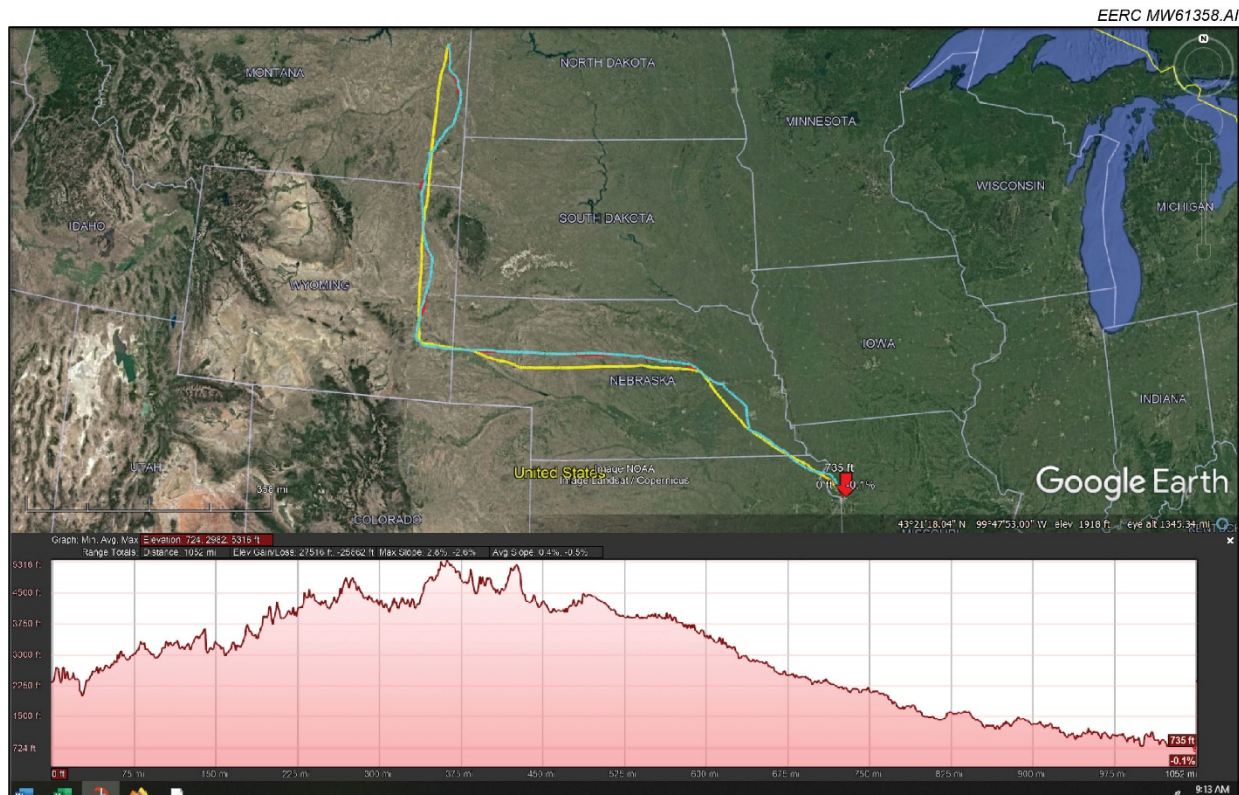 EERC MW61358.AI
N
MONTANA
NORTH DAKOTA
MINNESOTA
WISCONSIN
MICHIGAN
IDAHO
SOUTH DAKOTA
WYOMING
IOWA
NEBRASKA
INDIANA
UTAH
United States
Image NOAA
Image Landsat / Copernicus
735 ft
0 ft -0.1%
Google Earth
358 mi
COLORADO
43°21'18.04" N 99°47'53.00" W elev 1918 ft eye alt 1345.34 mi
Graph: Min, Avg, Max Elevation: 724, 2982, 5316 ft
Range Totals: Distance: 1052 mi Elev Gain/Loss: 27516 ft, -25862 ft Max Slope: 2.8%, -2.6% Avg Slope: 0.4%, -0.5%
5316 ft
4500 ft
3750 ft
3000 ft
2250 ft
1500 ft
724 ft
735 ft
-0.1%
0 ft 75 mi 150 mi 225 mi 300 mi 375 mi 450 mi 525 mi 575 mi 630 mi 675 mi 750 mi 825 mi 900 mi 975 mi 1052 mi
9:13 AM